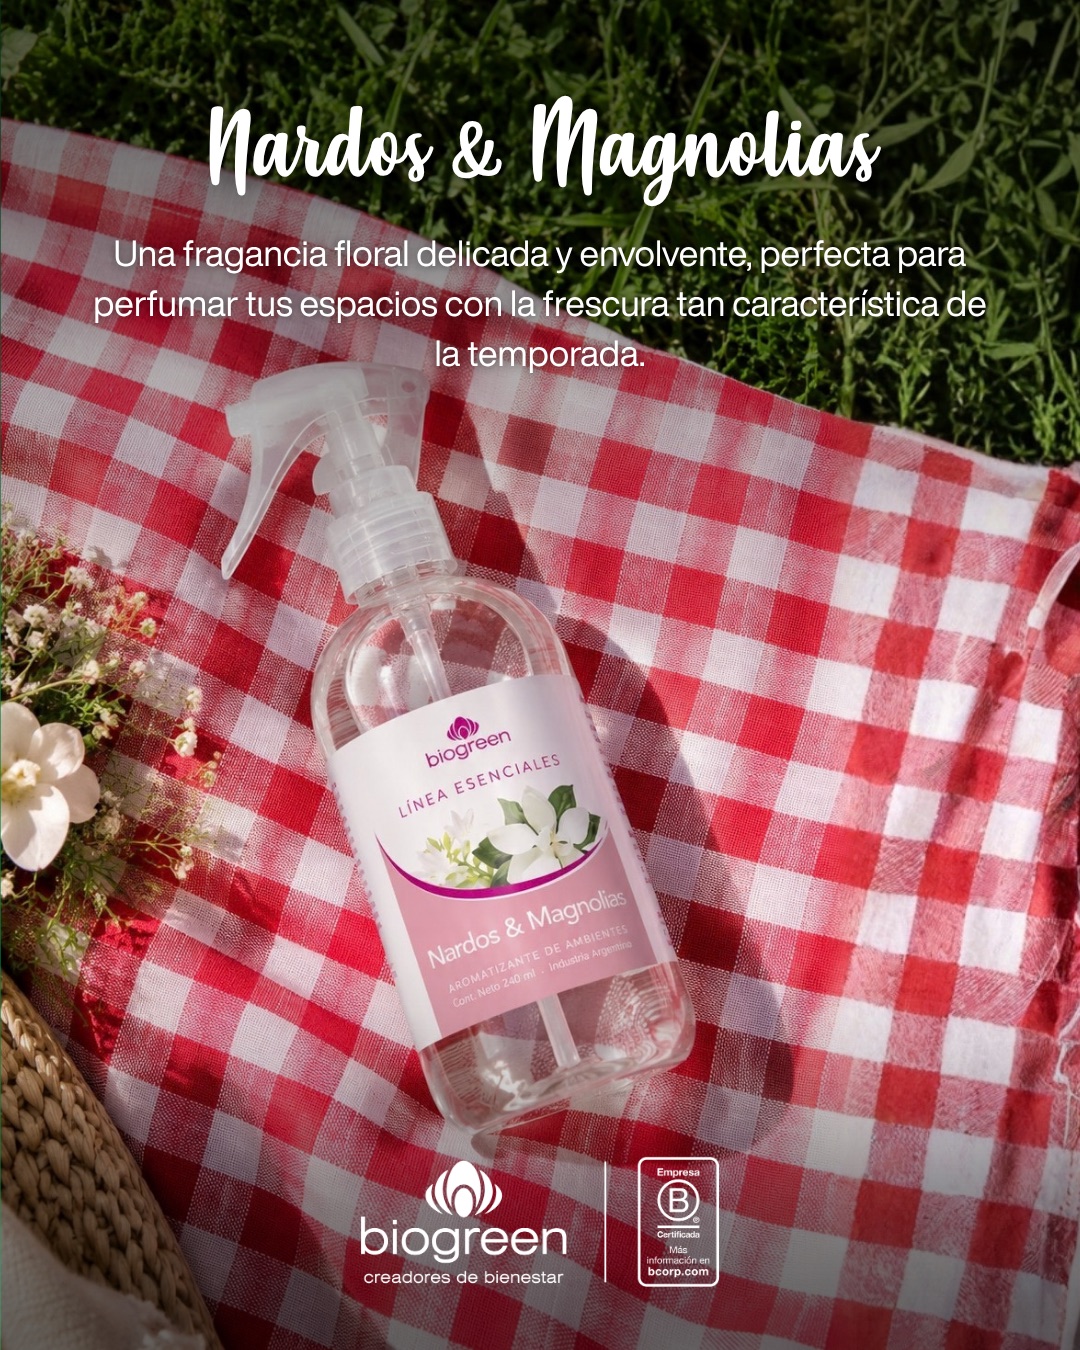 Nardos & Magnolias
Una fragancia floral delicada y envolvente, perfecta para
perfumar tus espacios con la frescura tan característica de
la temporada.
biogreen
LÍNEA ESENCIALES
Nardos & Magnolias
AROMATIZANTE DE AMBIENTES
Cont. Neto 240 ml - Industria Argentina
biogreen
creadores de bienestar
Empresa
B
®
Certificada
Más
información en
bcorp.com